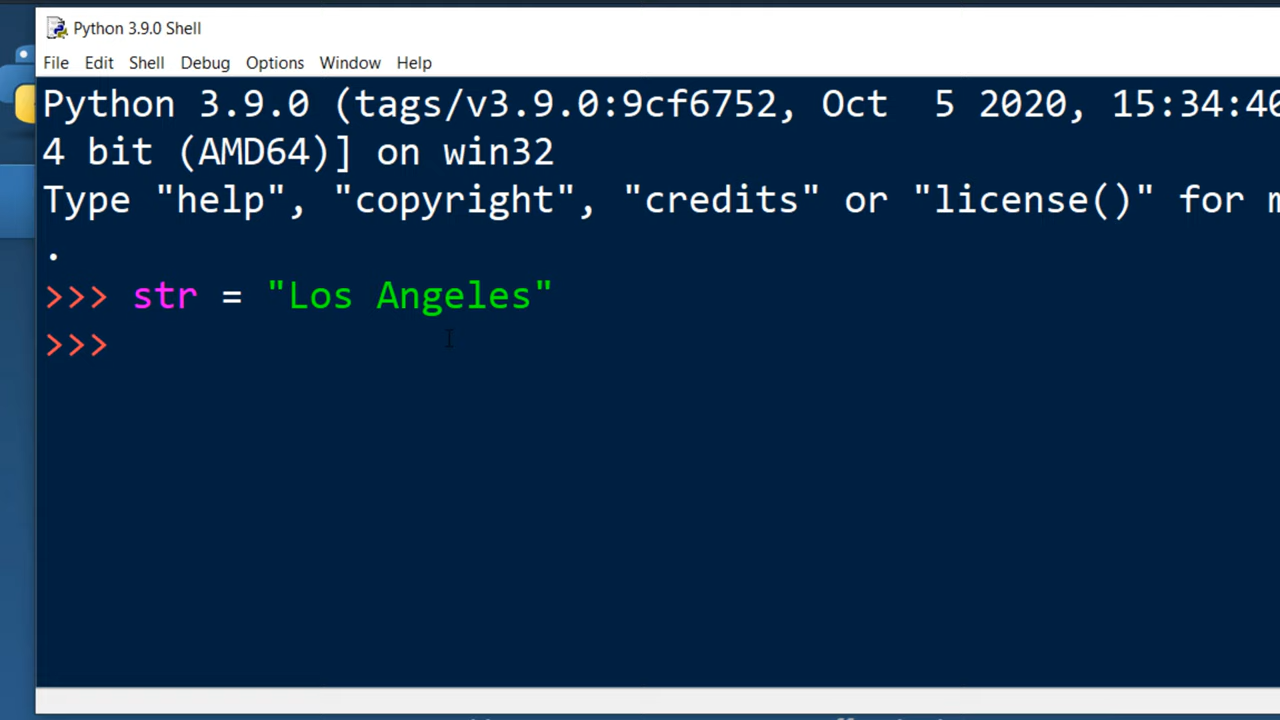 Python 3.9.0 Shell
File Edit Shell Debug Options Window Help
Python 3.9.0 (tags/v3.9.0:9cf6752, Oct  5 2020, 15:34:40
4 bit (AMD64)] on win32
Type "help", "copyright", "credits" or "license()" for
.
>>> str = "Los Angeles"
>>>